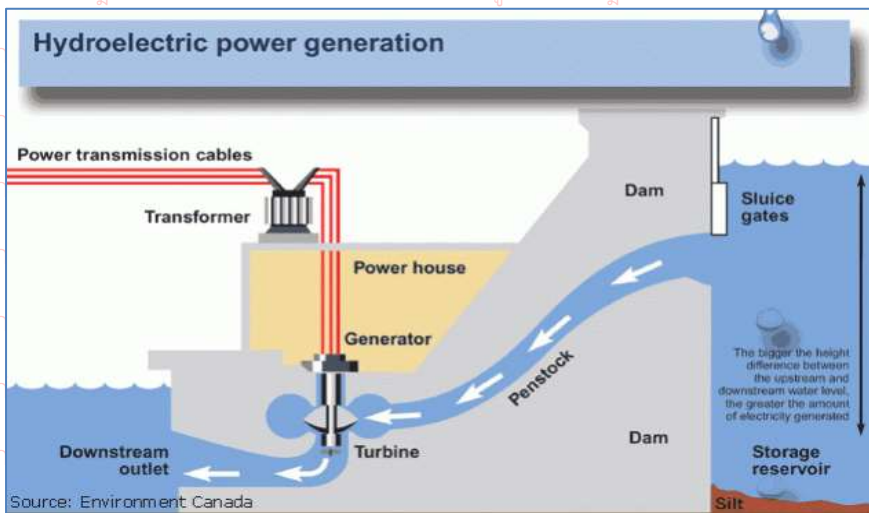 Hydroelectric power generation
Power transmission cables
Transformer
Dam
Sluice
gates
Power house
Generator
Penstock
The bigger the height
difference between
the upstream and
downstream water level,
the greater the amount
of electricity generated
Downstream
outlet
Turbine
Dam
Storage
reservoir
Source: Environment Canada
Silt